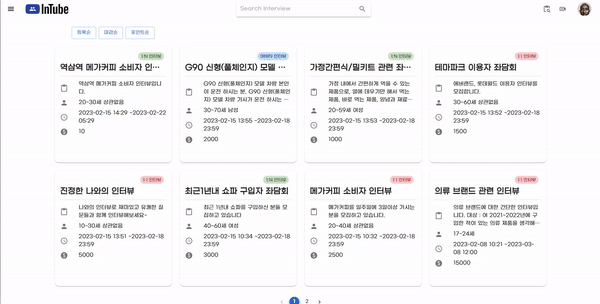 InTube
Search Interview
등록순
마감순
포인트순
1:N 인터뷰
역삼역 메가커피 소비자 인…
역삼역 메가커피 소비자 인터뷰입니다.
20-30세 상관없음
2023-02-15 14:29 ~2023-02-22
05:29
10
G90 신형(풀체인지) 모델 …
G90 신형(풀체인지) 모델 차량 본인
이 운전 하시는 분, G90 신형(풀체인
지) 모델 차량 기사가 운전 하시는 …
30-70세 남성
2023-02-15 13:55 ~2023-02-18
23:59
2000
1:N 인터뷰
가정간편식/밀키트 관련 좌…
가정 내에서 간편하게 먹을 수 있는
제품으로, 열에 데우기만 해서 먹는
제품, 바로 먹는 제품, 양념과 재료…
20-59세 여성
2023-02-15 13:53 ~2023-02-18
23:59
1000
1:1 인터뷰
테마파크 이용자 좌담회
에버랜드, 롯데월드 이용자 인터뷰를
모집합니다.
30-60세 상관없음
2023-02-15 13:52 ~2023-02-18
23:59
1500
1:1 인터뷰
진정한 나와의 인터뷰
나와의 인터뷰로 재미있고 유쾌한 질
문들과 함께 인터뷰해보세요~
10-30세 상관없음
2023-02-15 13:51 ~2023-02-18
23:59
5000
1:N 인터뷰
최근1년내 쇼파 구입자 좌담회
최근 1년내 쇼파를 구입하신 분들 모
집하고 있습니다
40-60세 여성
2023-02-15 10:34 ~2023-02-18
23:59
3000
1:1 인터뷰
메가커피 소비자 인터뷰
메가커피를 일주일에 3일이상 가시는
분을 모집하고 있습니다.
20-40세 상관없음
2023-02-15 10:32 ~2023-02-18
23:59
2500
1:1 인터뷰
의류 브랜드 관련 인터뷰
의류 브랜드에 대한 간단한 인터뷰입
니다. 대상 : 이 2021~2022년에 구
입한 적이 있는 의류 제품을 생각해…
17-24세
2023-02-08 10:21 ~2023-03-
08 12:00
15000
1
2